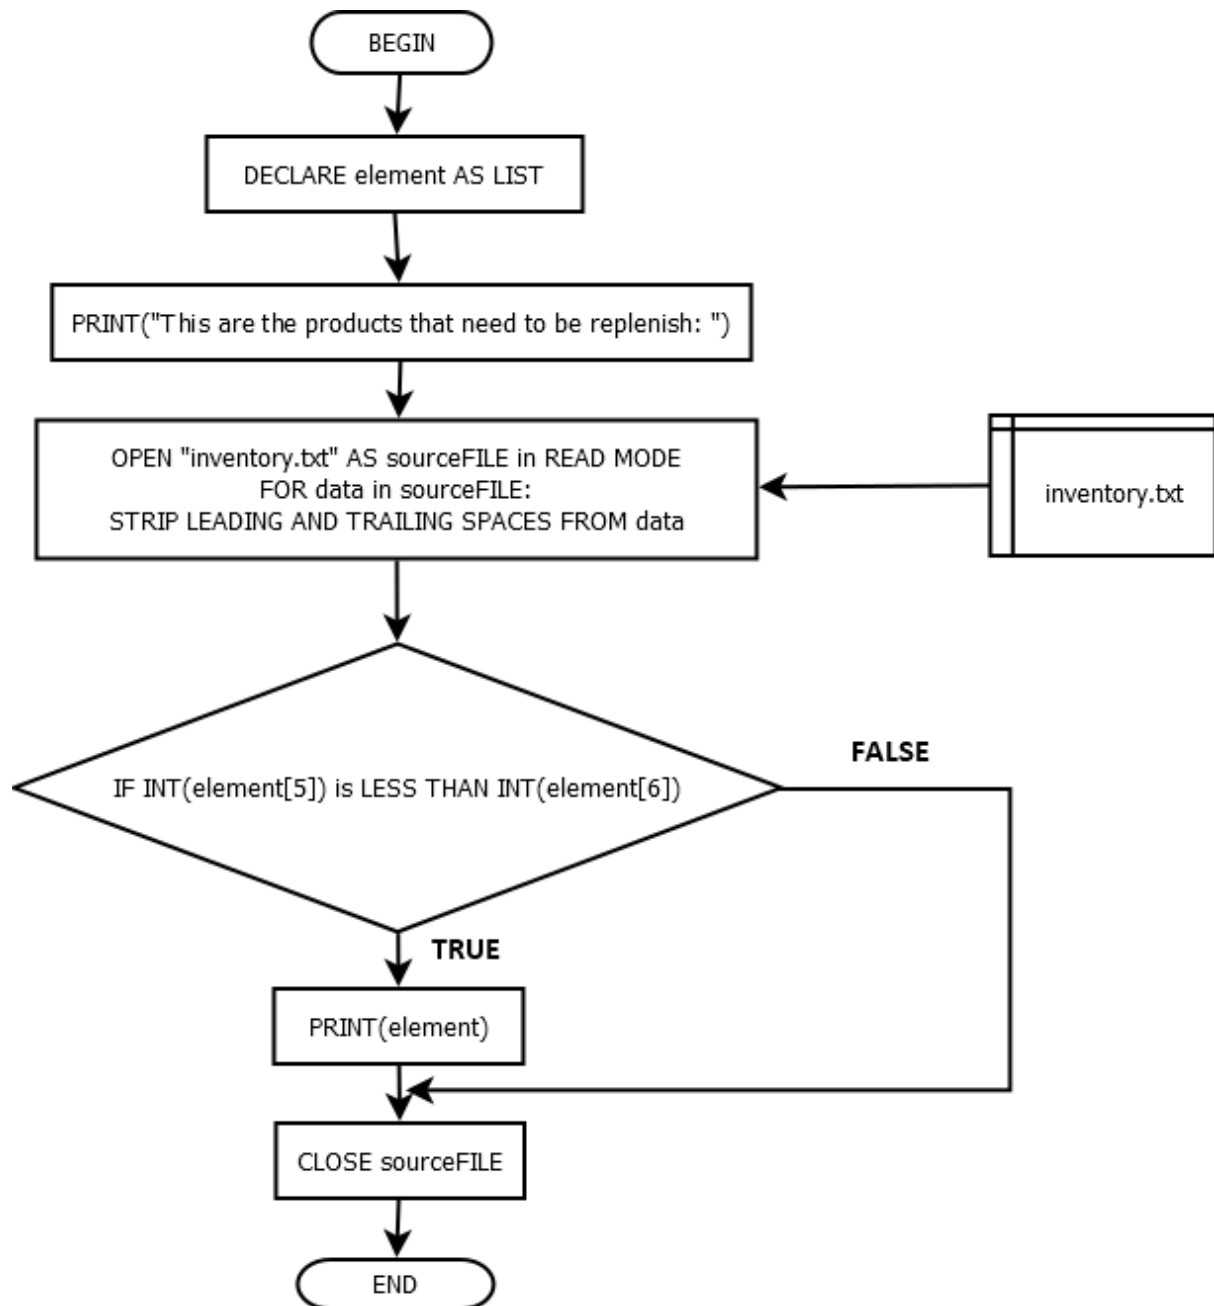 BEGIN
DECLARE element AS LIST
PRINT("This are the products that need to be replenish: ")
OPEN "inventory.txt" AS sourceFILE in READ MODE
FOR data in sourceFILE:
STRIP LEADING AND TRAILING SPACES FROM data
inventory.txt
IF INT(element[5]) is LESS THAN INT(element[6])
FALSE
TRUE
PRINT(element)
CLOSE sourceFILE
END